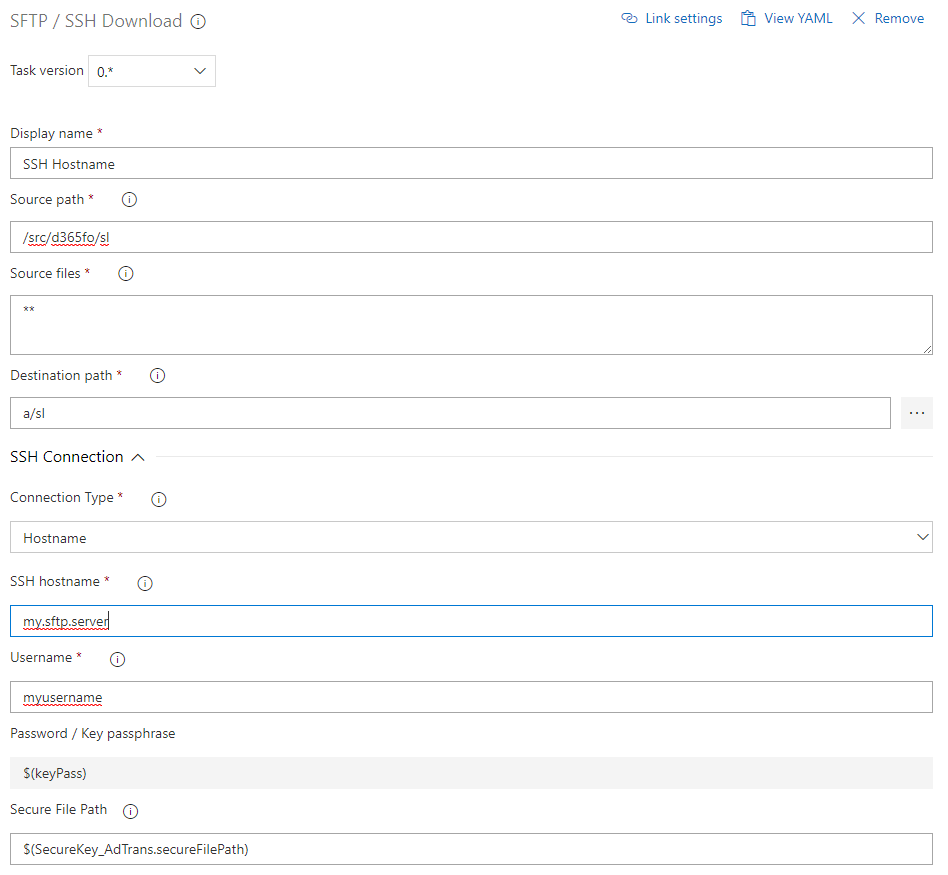 SFTP / SSH Download
Link settings View YAML Remove
Task version 0.*
Display name *
SSH Hostname
Source path *
/src/d365fo/sl
Source files *
**
Destination path *
a/sl
...
SSH Connection
Connection Type *
Hostname
SSH hostname *
my.sftp.server
Username *
myusername
Password / Key passphrase
$(keyPass)
Secure File Path
$(SecureKey_AdTrans.secureFilePath)